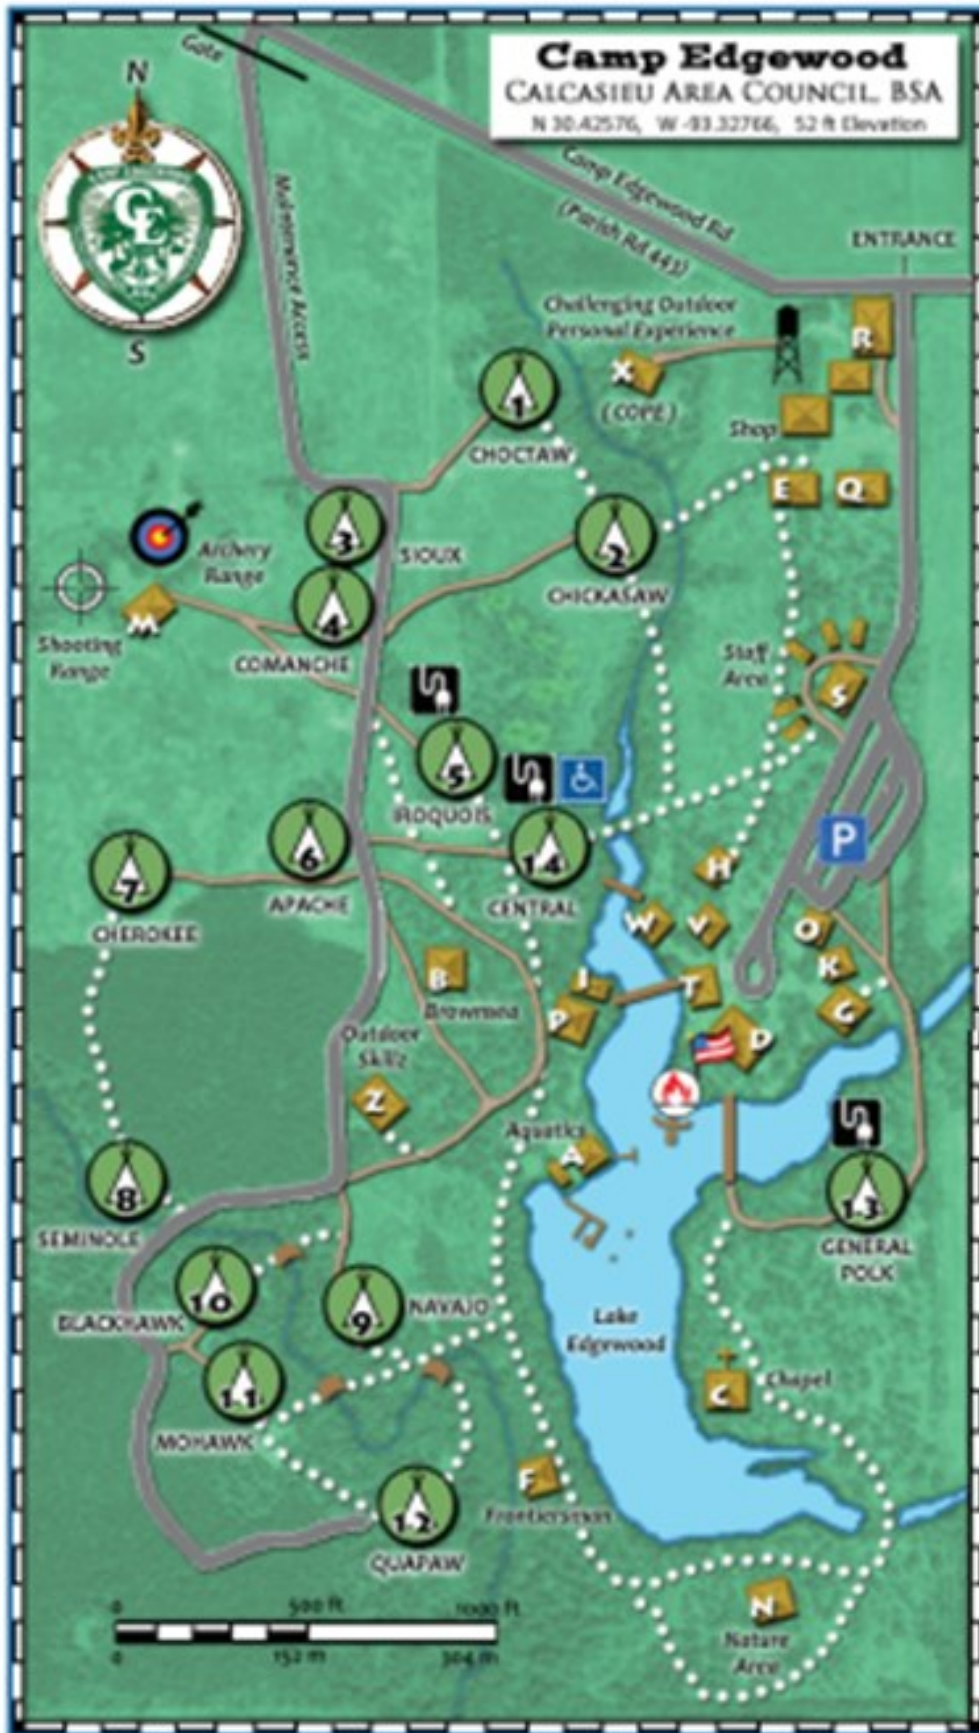 Camp Edgewood
CALCASIEU AREA COUNCIL, BSA
N 30.42576, W -93.32766, 52 ft Elevation
Gate
N
CE
S
Maintenance Access
Camp Edgewood Rd
(Parish Rd 443)
ENTRANCE
Challenging Outdoor
Personal Experience
R
X
(COPE)
1
Shop
CHOCTAW
E
Q
3
2
Archery
Range
SIOUX
CHICKASAW
4
M
Shooting
Range
COMANCHE
Staff
Area
S
5
IROQUOIS
6
14
P
7
H
APACHE
CENTRAL
CHEROKEE
W
V
O
B
K
I
T
Brownsea
P
G
D
Outdoor
Skillz
Z
Aquatics
A
8
13
SEMINOLE
GENERAL
POLK
10
9
NAVAJO
BLACKHAWK
Lake
Edgewood
11
C
Chapel
MOHAWK
F
12
Frontiersman
QUAPAW
N
Nature
Area
0
500 ft
1000 ft
0
152 m
304 m